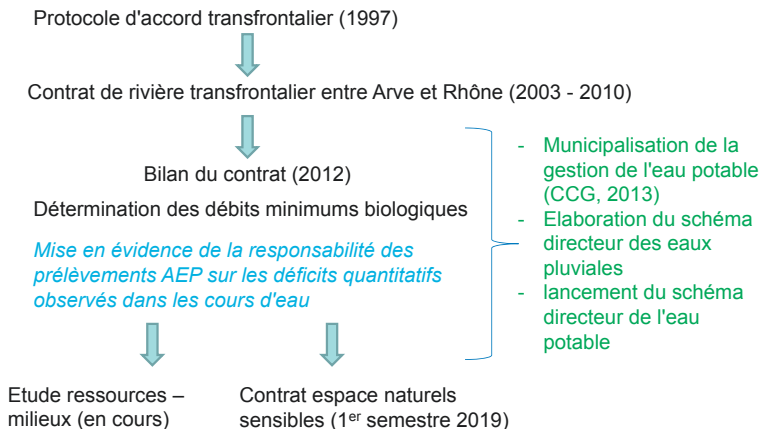 Protocole d'accord transfrontalier (1997)
Contrat de rivière transfrontalier entre Arve et Rhône (2003 - 2010)
Bilan du contrat (2012)
Détermination des débits minimums biologiques
Mise en évidence de la responsabilité des
prélèvements AEP sur les déficits quantitatifs
observés dans les cours d'eau
- Municipalisation de la
gestion de l'eau potable
(CCG, 2013)
- Elaboration du schéma
directeur des eaux
pluviales
- lancement du schéma
directeur de l'eau
potable
Etude ressources –
milieux (en cours)
Contrat espace naturels
sensibles (1er semestre 2019)